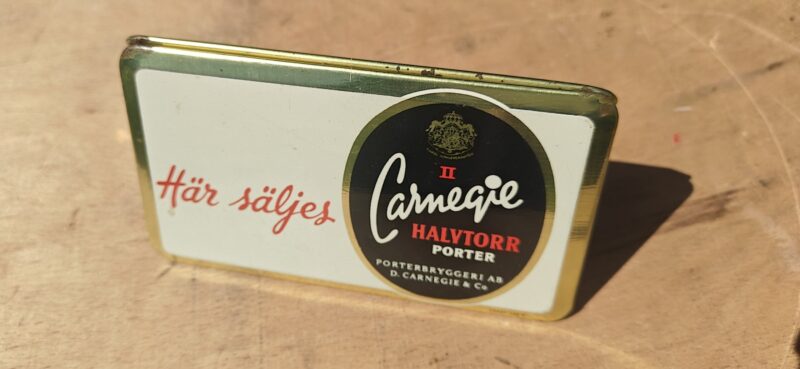 Här säljes
II
Carnegie
HALVTORR
PORTER
PORTERBRYGGERI AB
D. CARNEGIE & Co